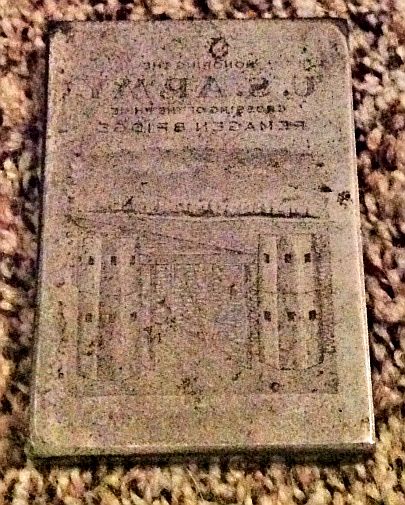 HONORING THE
U.S. ARMY
CROSSING OF THE RHINE
REMAGEN BRIDGE